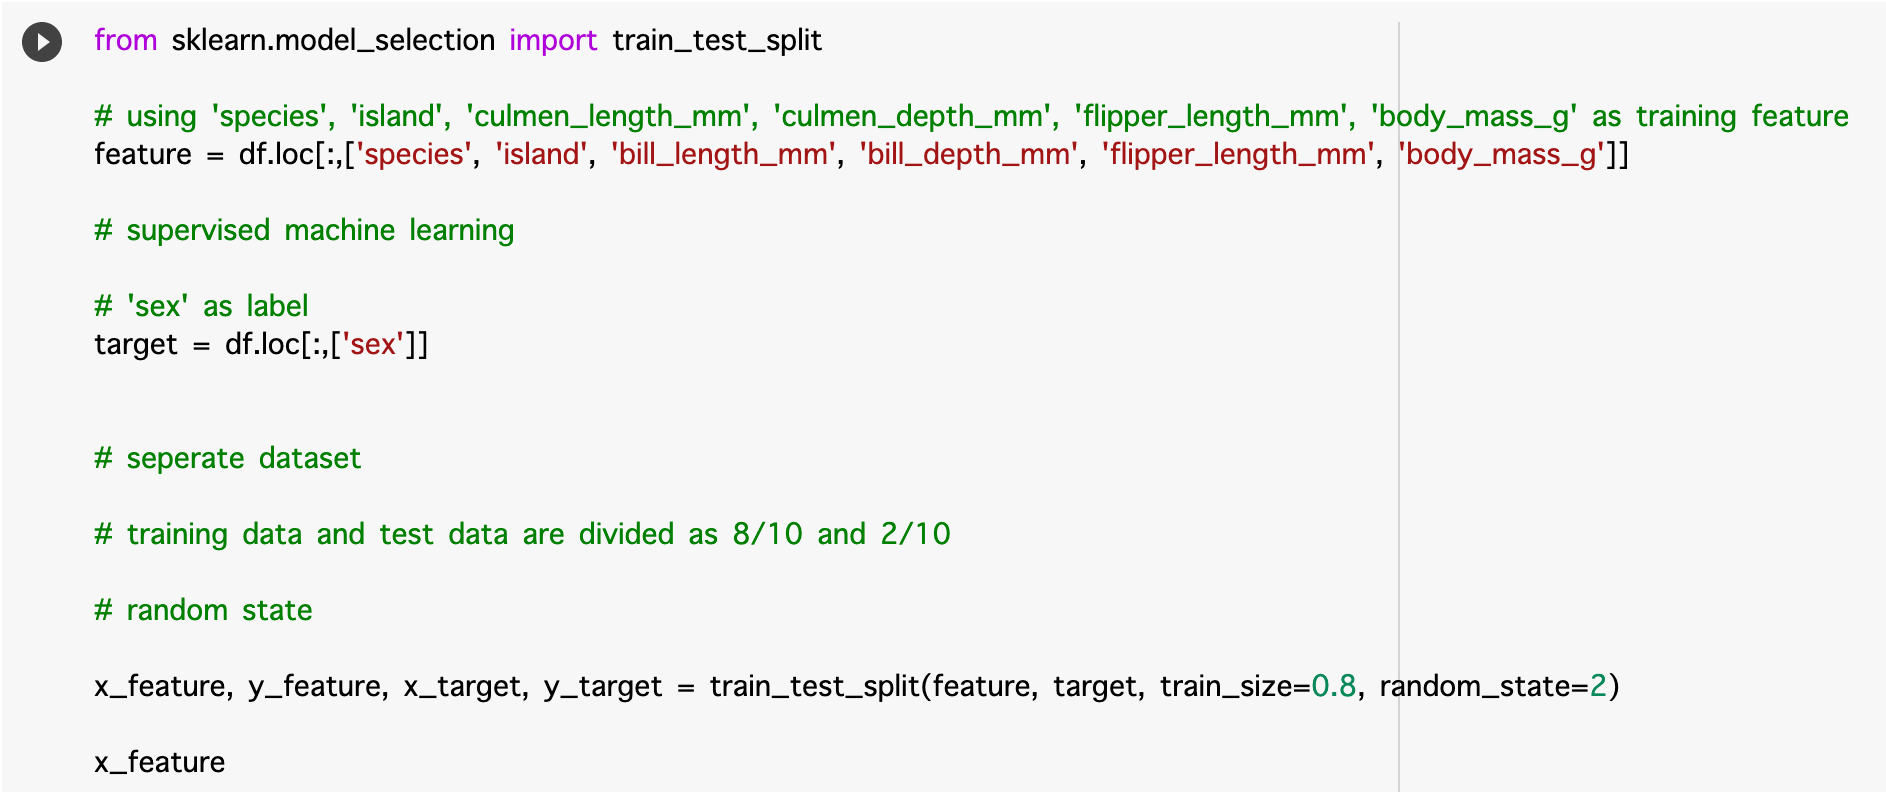 from sklearn.model_selection import train_test_split
# using 'species', 'island', 'culmen_length_mm', 'culmen_depth_mm', 'flipper_length_mm', 'body_mass_g' as training feature
feature = df.loc[:,['species', 'island', 'bill_length_mm', 'bill_depth_mm', 'flipper_length_mm', 'body_mass_g']]
# supervised machine learning
# 'sex' as label
target = df.loc[:,['sex']]
# seperate dataset
# training data and test data are divided as 8/10 and 2/10
# random state
x_feature, y_feature, x_target, y_target = train_test_split(feature, target, train_size=0.8, random_state=2)
x_feature